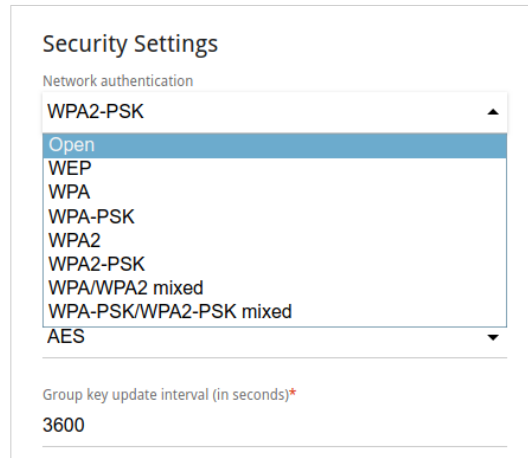 Security Settings
Network authentication
WPA2-PSK
Open
WEP
WPA
WPA-PSK
WPA2
WPA2-PSK
WPA/WPA2 mixed
WPA-PSK/WPA2-PSK mixed
AES
Group key update interval (in seconds)*
3600